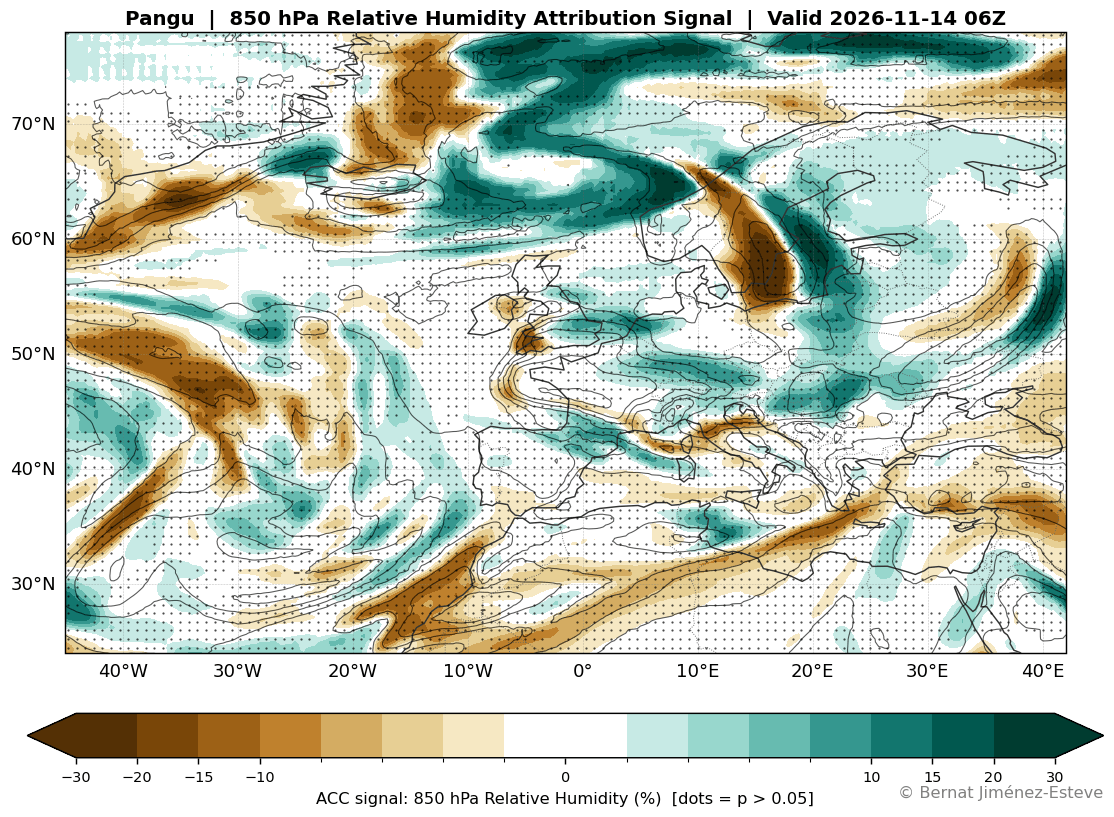 Pangu | 850 hPa Relative Humidity Attribution Signal | Valid 2026-11-14 06Z
70°N
60°N
50°N
40°N
30°N
40°W 30°W 20°W 10°W 0° 10°E 20°E 30°E 40°E
−30 −20 −15 −10 0 10 15 20 30
ACC signal: 850 hPa Relative Humidity (%) [dots = p > 0.05]
© Bernat Jiménez-Esteve